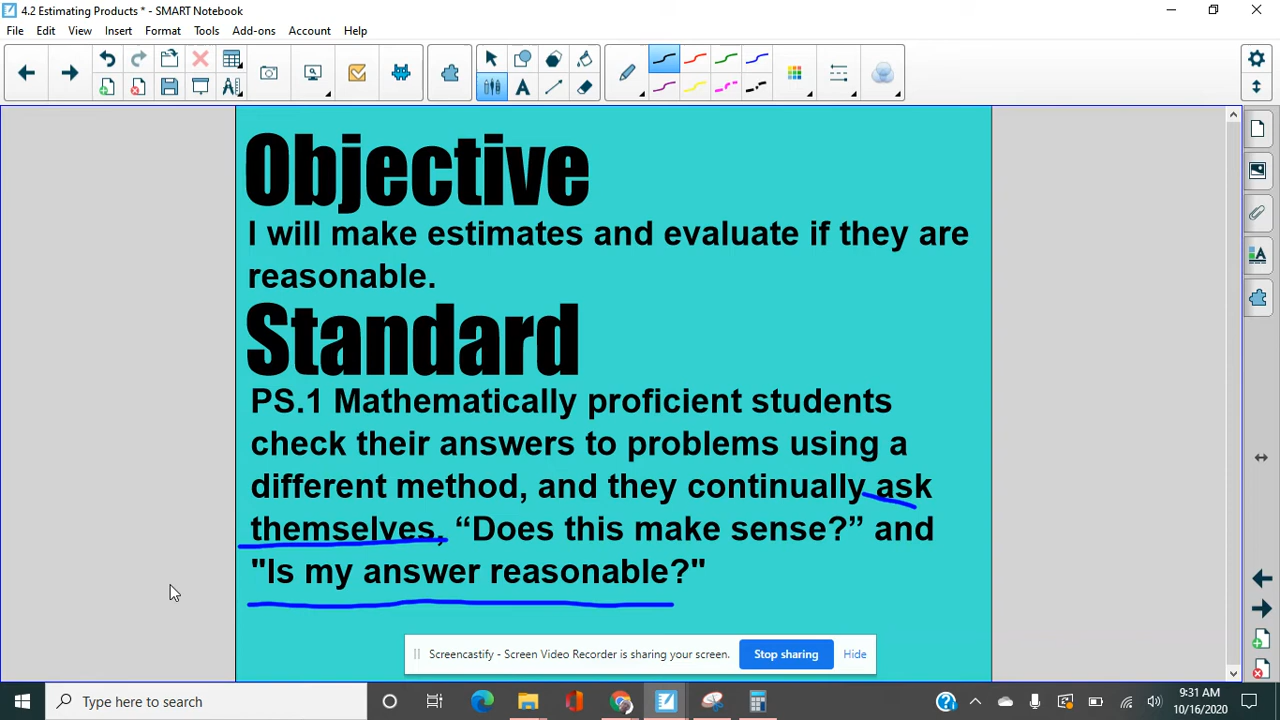 4.2 Estimating Products * - SMART Notebook
File Edit View Insert Format Tools Add-ons Account Help
Objective
I will make estimates and evaluate if they are
reasonable.
Standard
PS.1 Mathematically proficient students
check their answers to problems using a
different method, and they continually ask
themselves, “Does this make sense?” and
"Is my answer reasonable?"
Screencastify - Screen Video Recorder is sharing your screen. Stop sharing Hide
Type here to search
9:31 AM
10/16/2020